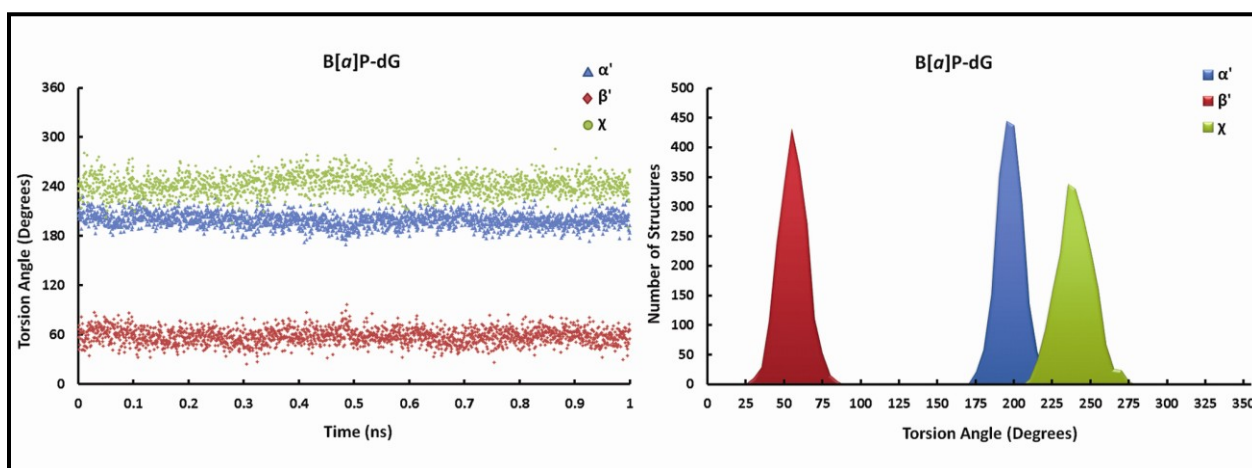 B[a]P-dG
α'
β'
χ
Torsion Angle (Degrees)
360
300
240
180
120
60
0
0 0.1 0.2 0.3 0.4 0.5 0.6 0.7 0.8 0.9 1
Time (ns)
B[a]P-dG
α'
β'
χ
Number of Structures
500
450
400
350
300
250
200
150
100
50
0
0 25 50 75 100 125 150 175 200 225 250 275 300 325 350
Torsion Angle (Degrees)